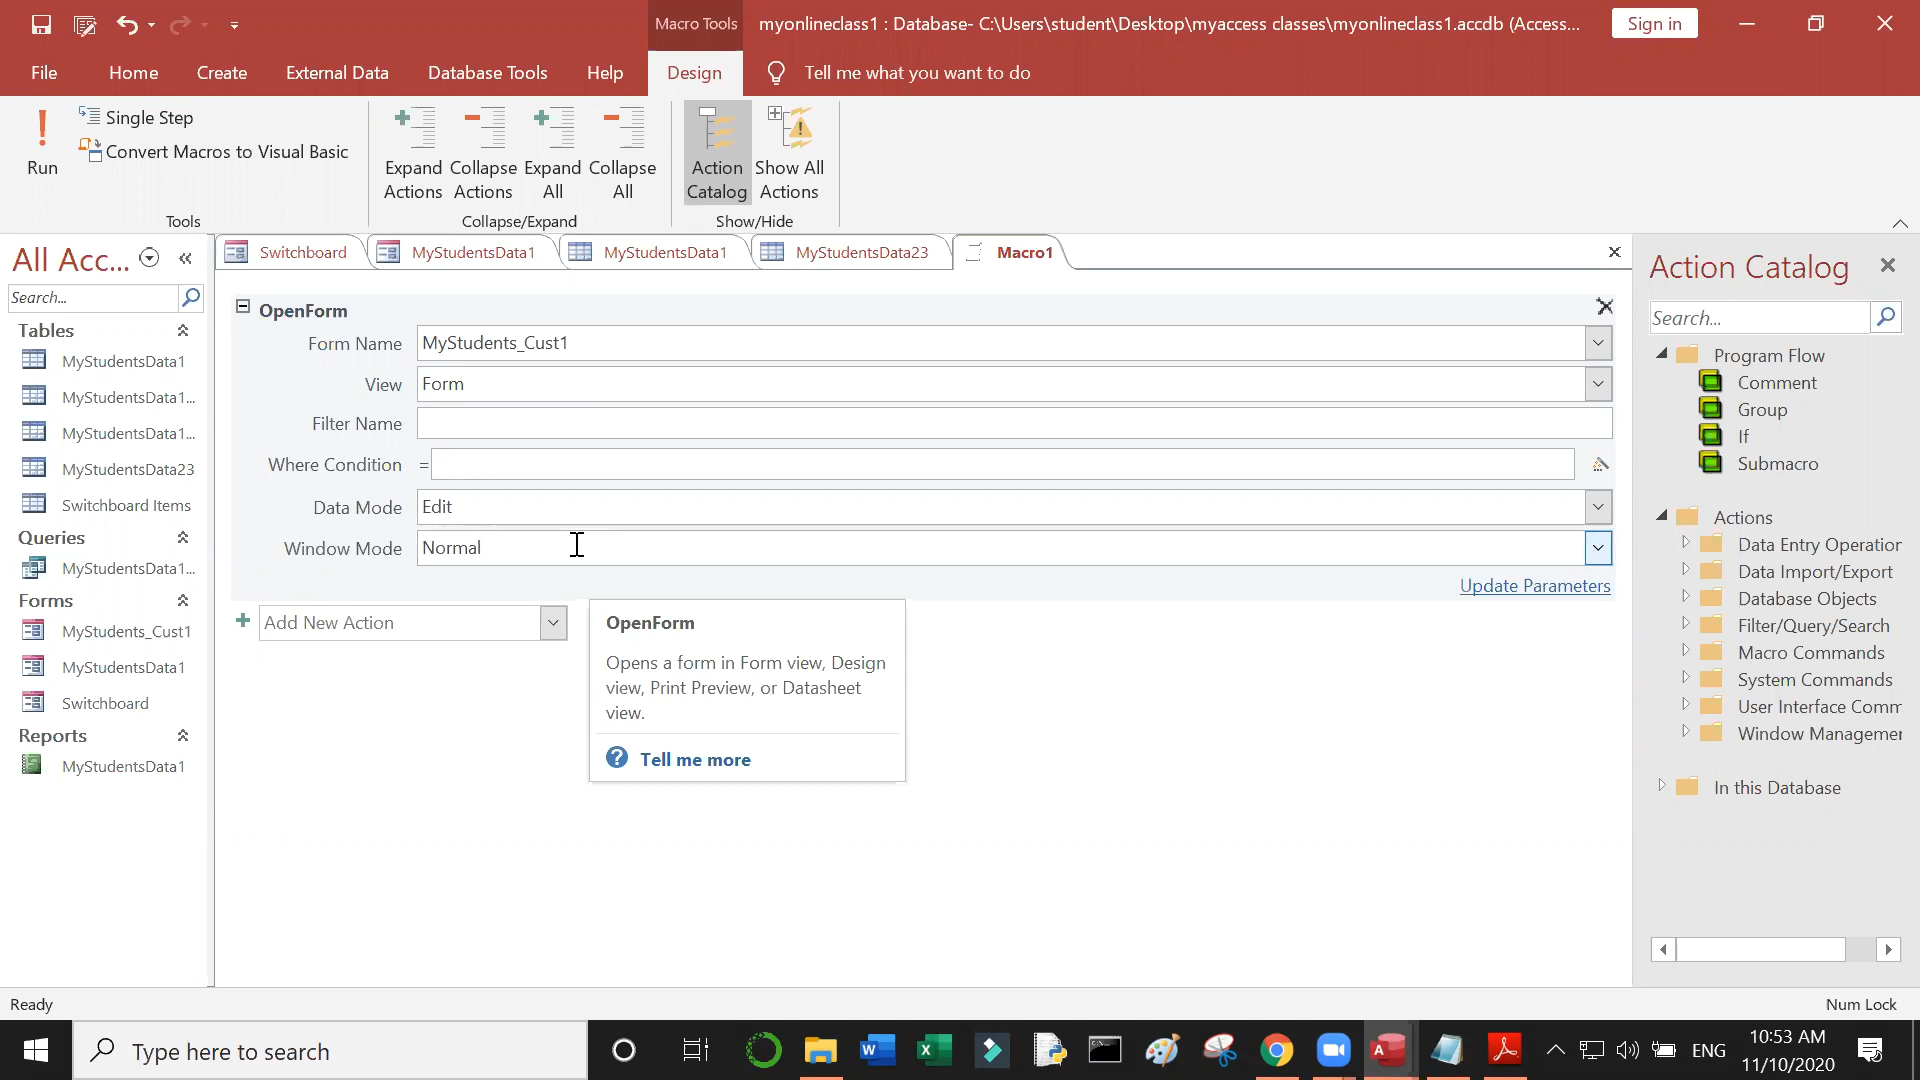 Macro Tools
myonlineclass1 : Database- C:\Users\student\Desktop\myaccess classes\myonlineclass1.accdb (Access...
Sign in
File
Home
Create
External Data
Database Tools
Help
Design
Tell me what you want to do
Run
Single Step
Convert Macros to Visual Basic
Tools
Expand Actions
Collapse Actions
Expand All
Collapse All
Collapse/Expand
Action Catalog
Show All Actions
Show/Hide
All Acc...
Search...
Tables
MyStudentsData1
MyStudentsData1...
MyStudentsData1...
MyStudentsData23
Switchboard Items
Queries
MyStudentsData1...
Forms
MyStudents_Cust1
MyStudentsData1
Switchboard
Reports
MyStudentsData1
Switchboard
MyStudentsData1
MyStudentsData1
MyStudentsData23
Macro1
OpenForm
Form Name MyStudents_Cust1
View Form
Filter Name
Where Condition =
Data Mode Edit
Window Mode Normal
Update Parameters
Add New Action
OpenForm
Opens a form in Form view, Design
view, Print Preview, or Datasheet
view.
Tell me more
Action Catalog
Search...
Program Flow
Comment
Group
If
Submacro
Actions
Data Entry Operation
Data Import/Export
Database Objects
Filter/Query/Search
Macro Commands
System Commands
User Interface Comm
Window Managemen
In this Database
Ready
Num Lock
Type here to search
ENG
10:53 AM
11/10/2020